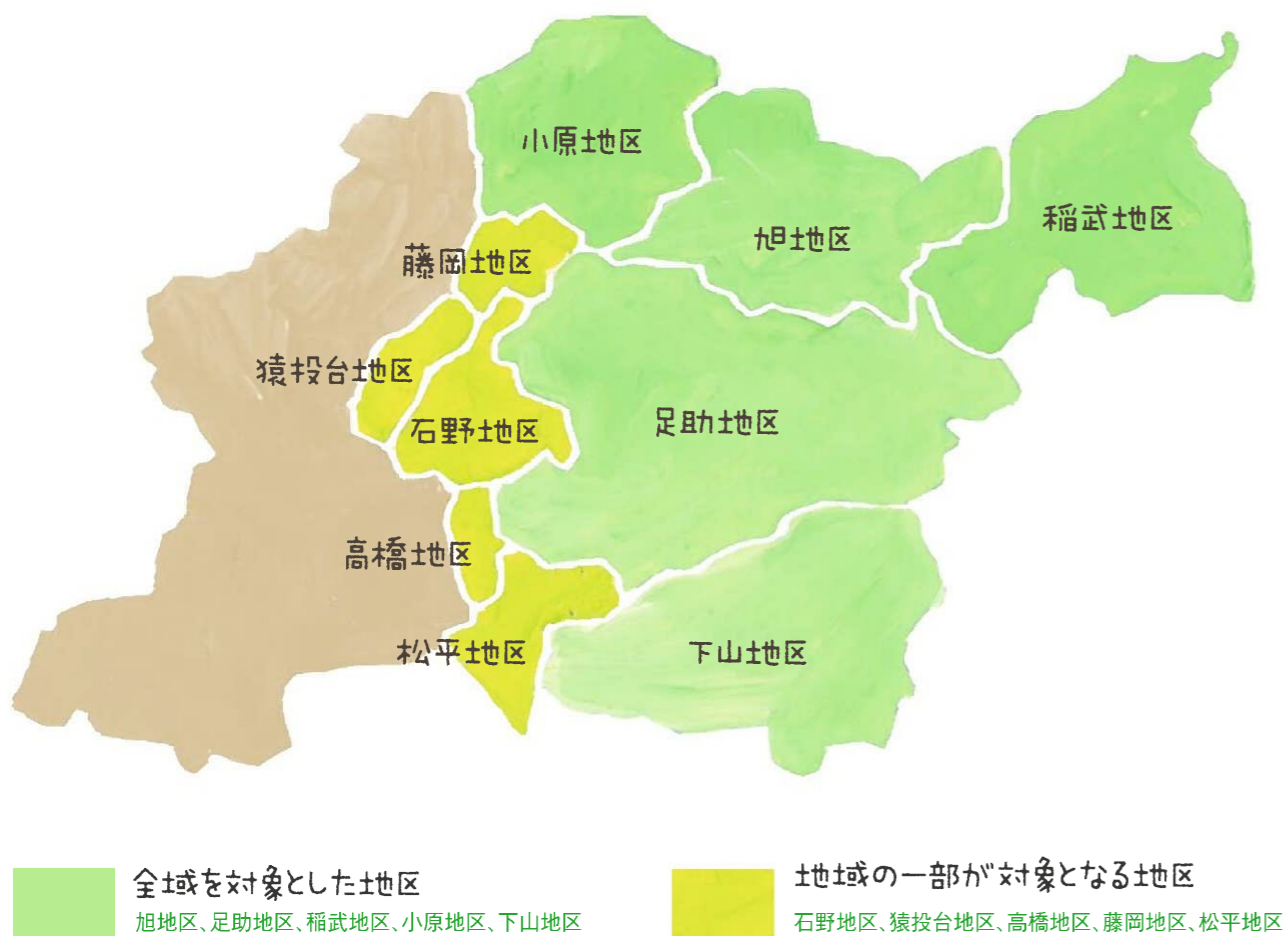 小原地区
稲武地区
旭地区
藤岡地区
猿投台地区
足助地区
石野地区
高橋地区
松平地区
下山地区
全域を対象とした地区
旭地区、足助地区、稲武地区、小原地区、下山地区
地域の一部が対象となる地区
石野地区、猿投台地区、高橋地区、藤岡地区、松平地区